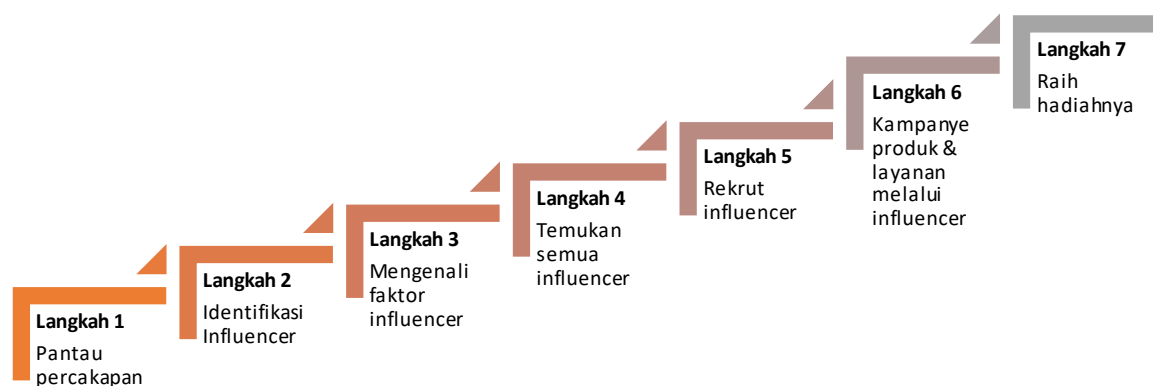 Langkah 1
Pantau
percakapan
Langkah 2
Identifikasi
Influencer
Langkah 3
Mengenali
faktor
influencer
Langkah 4
Temukan
semua
influencer
Langkah 5
Rekrut
influencer
Langkah 6
Kampanye
produk &
layanan
melalui
influencer
Langkah 7
Raih
hadiahnya